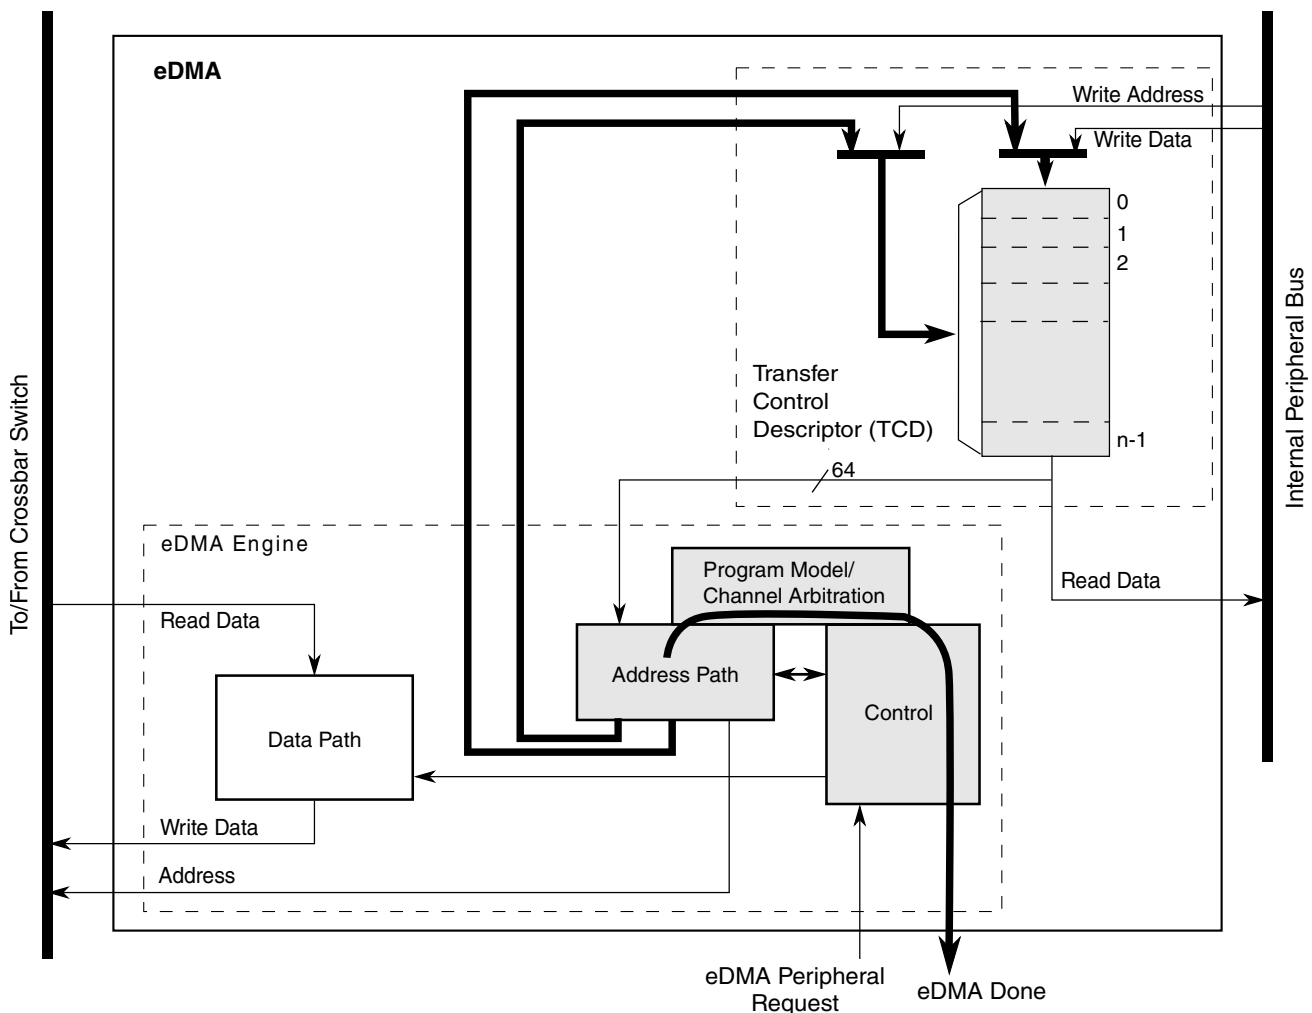 eDMA
Write Address
Write Data
0
1
2
n-1
Transfer
Control
Descriptor (TCD)
64
eDMA Engine
Program Model/
Channel Arbitration
Read Data
Read Data
Address Path
Control
Data Path
Write Data
Address
eDMA Peripheral
Request
eDMA Done
To/From Crossbar Switch
Internal Peripheral Bus